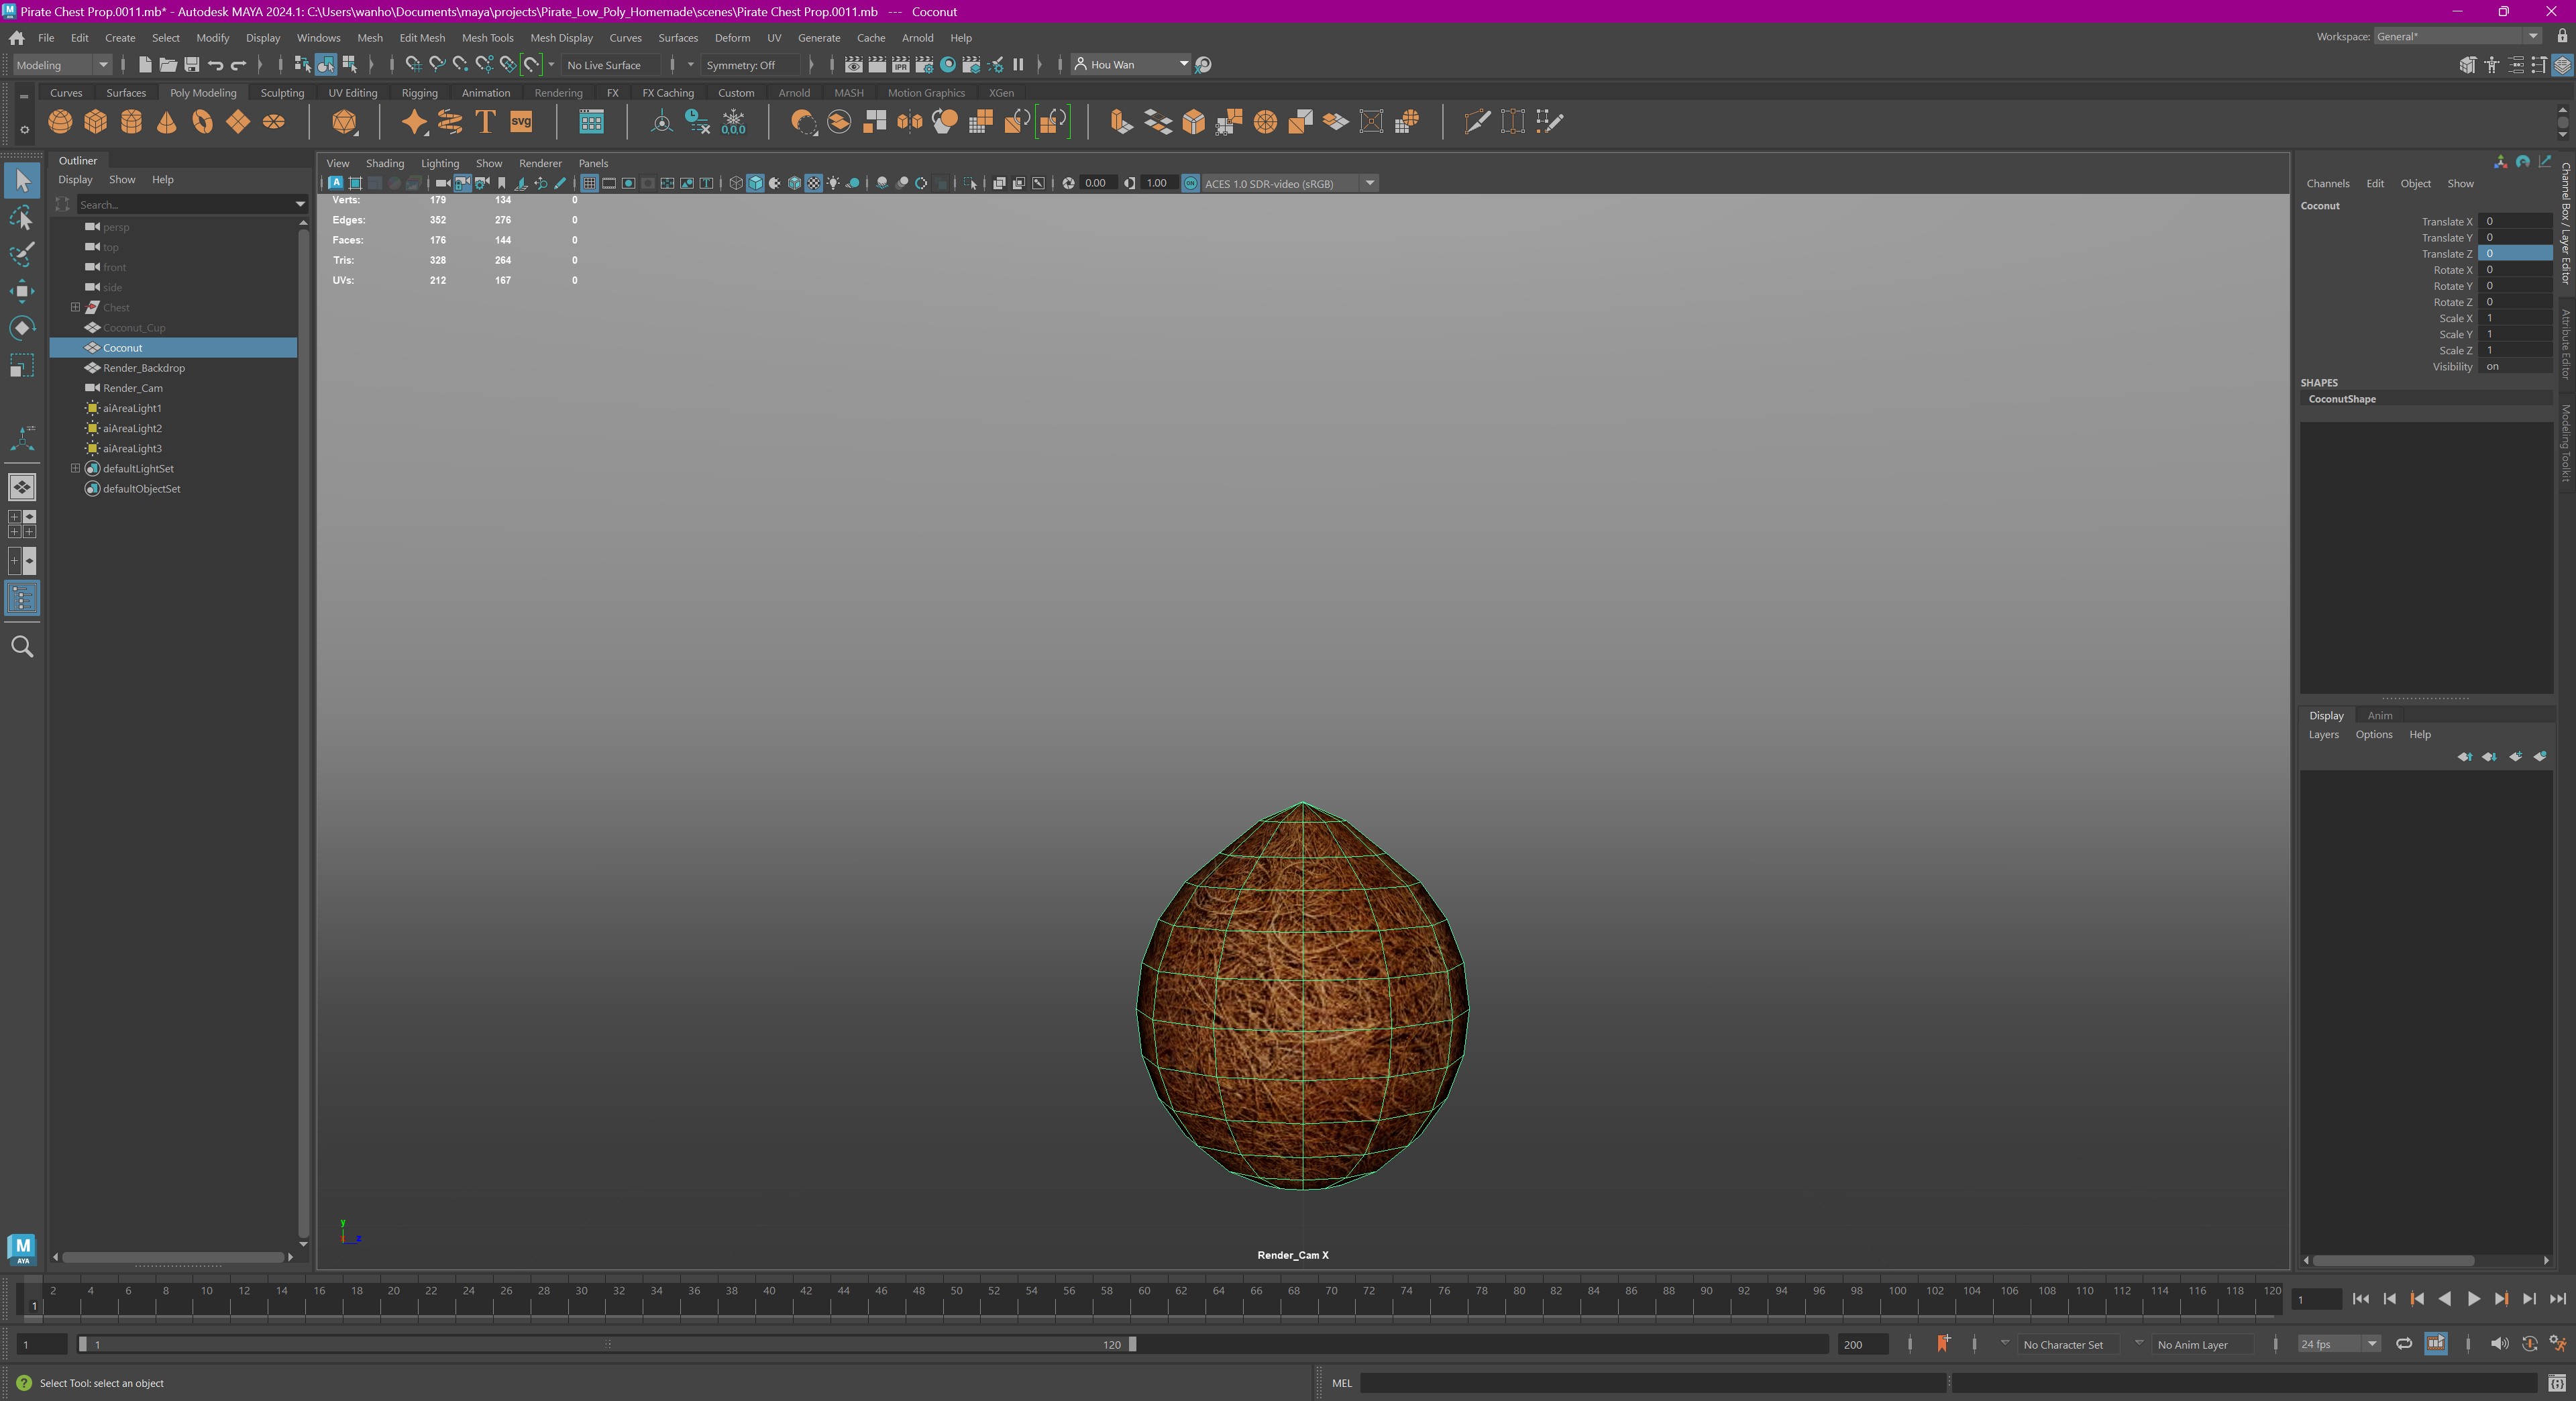 Pirate Chest Prop.0011.mb* - Autodesk MAYA 2024.1: C:\Users\wanho\Documents\maya\projects\Pirate_Low_Poly_Homemade\scenes\Pirate Chest Prop.0011.mb --- Coconut
File Edit Create Select Modify Display Windows Mesh Edit Mesh Mesh Tools Mesh Display Curves Surfaces Deform UV Generate Cache Arnold Help
Workspace: General*
Modeling No Live Surface Symmetry: Off IPR Hou Wan
Curves Surfaces Poly Modeling Sculpting UV Editing Rigging Animation Rendering FX FX Caching Custom Arnold MASH Motion Graphics XGen
T SVG 0,0,0
Outliner
Display Show Help
Search...
persp
top
front
side
Chest
Coconut_Cup
Coconut
Render_Backdrop
Render_Cam
aiAreaLight1
aiAreaLight2
aiAreaLight3
defaultLightSet
defaultObjectSet
View Shading Lighting Show Renderer Panels
0.00 1.00 ON ACES 1.0 SDR-video (sRGB)
Verts: 179 134 0
Edges: 352 276 0
Faces: 176 144 0
Tris: 328 264 0
UVs: 212 167 0
y
z
Render_Cam X
Channels Edit Object Show
Coconut
Translate X 0
Translate Y 0
Translate Z 0
Rotate X 0
Rotate Y 0
Rotate Z 0
Scale X 1
Scale Y 1
Scale Z 1
Visibility on
SHAPES
CoconutShape
Channel Box / Layer Editor
Attribute Editor
Modeling Toolkit
Display Anim
Layers Options Help
M
AYA
2 4 6 8 10 12 14 16 18 20 22 24 26 28 30 32 34 36 38 40 42 44 46 48 50 52 54 56 58 60 62 64 66 68 70 72 74 76 78 80 82 84 86 88 90 92 94 96 98 100 102 104 106 108 110 112 114 116 118 120
1
1
1 1 120 200 No Character Set No Anim Layer 24 fps
Select Tool: select an object MEL